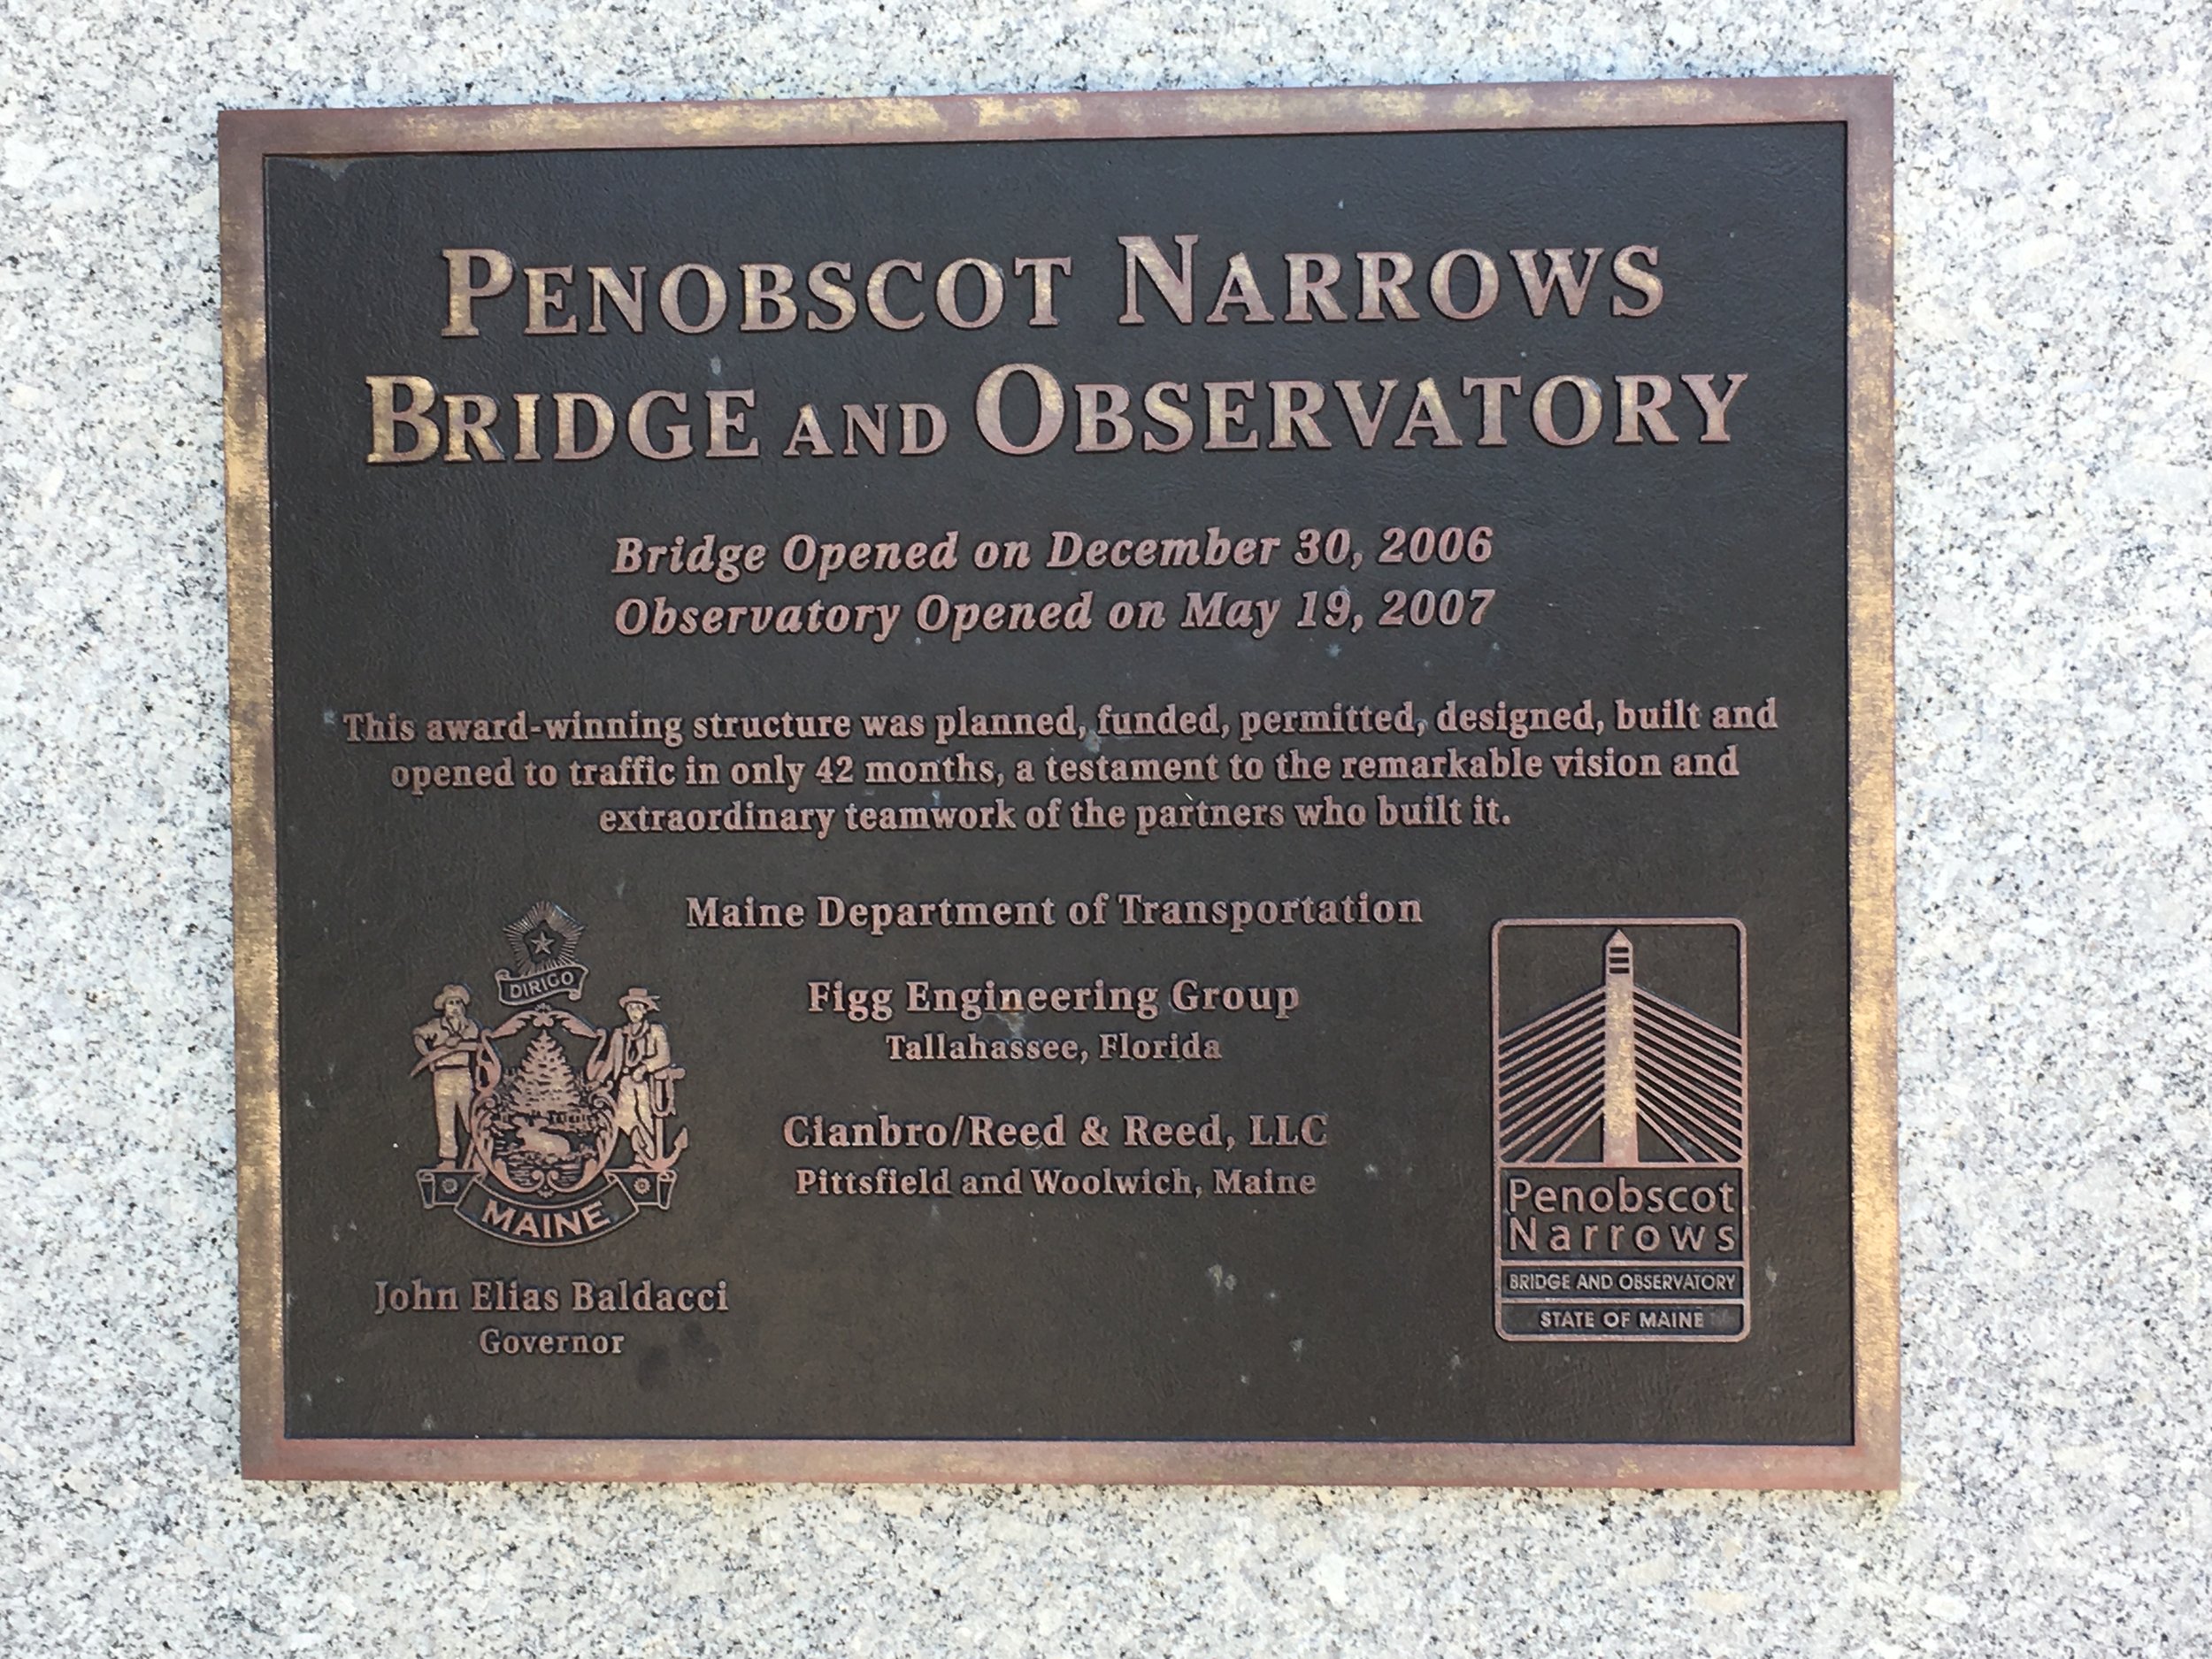 PENOBSCOT NARROWS
BRIDGE AND OBSERVATORY
Bridge Opened on December 30, 2006
Observatory Opened on May 19, 2007
This award-winning structure was planned, funded, permitted, designed, built and
opened to traffic in only 42 months, a testament to the remarkable vision and
extraordinary teamwork of the partners who built it.
Maine Department of Transportation
Figg Engineering Group
Tallahassee, Florida
Cianbro/Reed & Reed, LLC
Pittsfield and Woolwich, Maine
DIRIGO
MAINE
John Elias Baldacci
Governor
Penobscot
Narrows
BRIDGE AND OBSERVATORY
STATE OF MAINE